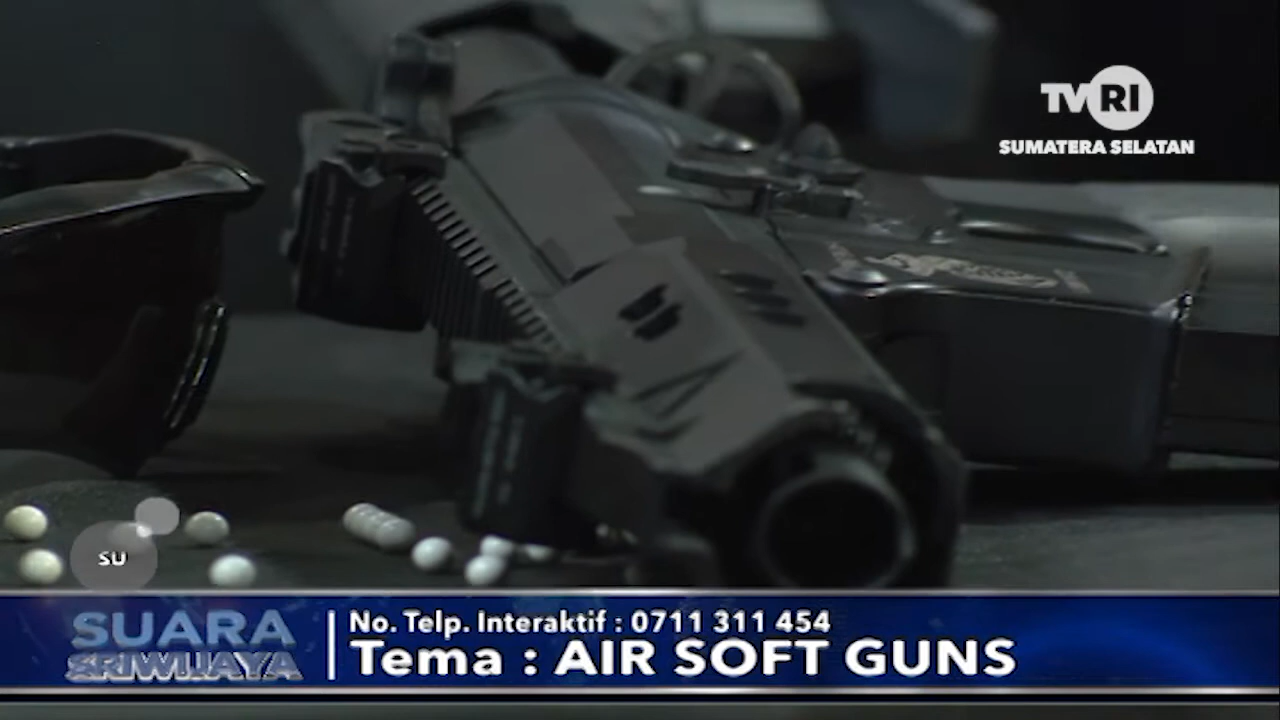 TVRI
SUMATERA SELATAN
SU
SUARA
SRIWIJAYA
No. Telp. Interaktif : 0711 311 454
Tema : AIR SOFT GUNS